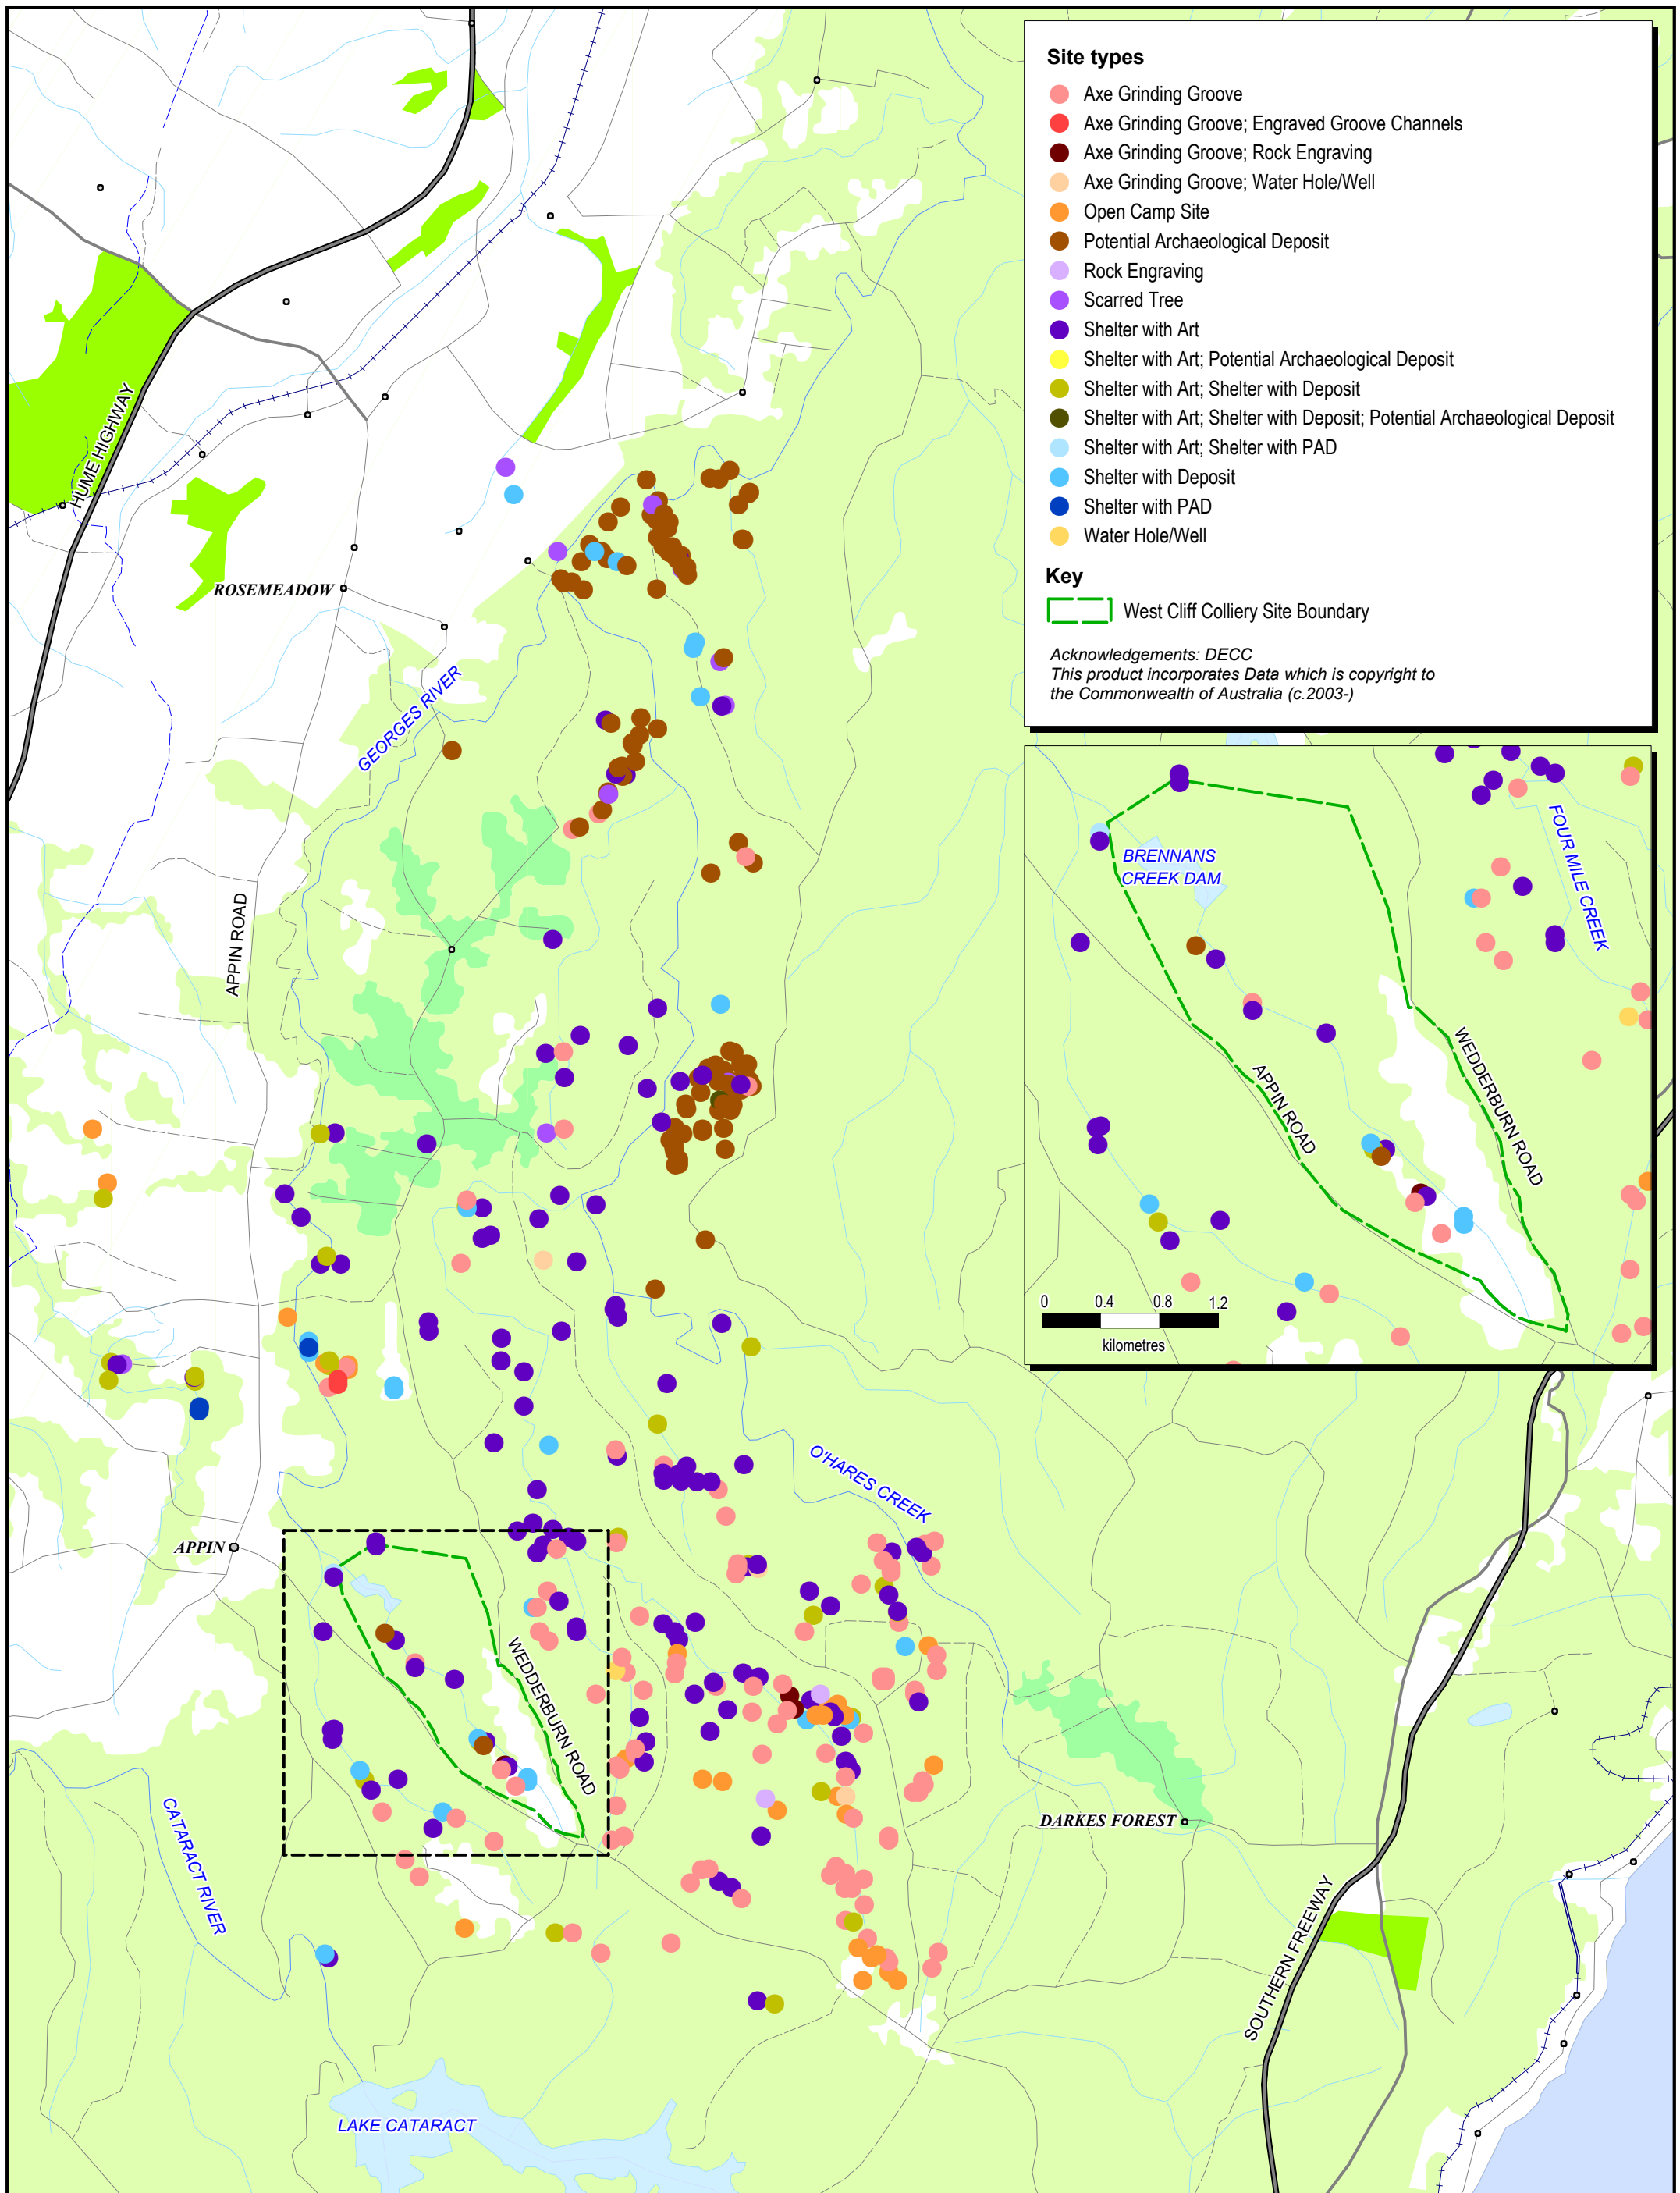 Site types
Axe Grinding Groove
Axe Grinding Groove; Engraved Groove Channels
Axe Grinding Groove; Rock Engraving
Axe Grinding Groove; Water Hole/Well
Open Camp Site
Potential Archaeological Deposit
Rock Engraving
Scarred Tree
Shelter with Art
Shelter with Art; Potential Archaeological Deposit
Shelter with Art; Shelter with Deposit
Shelter with Art; Shelter with Deposit; Potential Archaeological Deposit
Shelter with Art; Shelter with PAD
Shelter with Deposit
Shelter with PAD
Water Hole/Well
Key
West Cliff Colliery Site Boundary
Acknowledgements: DECC
This product incorporates Data which is copyright to
the Commonwealth of Australia (c.2003-)
HUME HIGHWAY
ROSEMEADOW
GEORGES RIVER
APPIN ROAD
BRENNANS
CREEK DAM
FOUR MILE CREEK
APPIN ROAD
WEDDERBURN ROAD
0 0.4 0.8 1.2
kilometres
O'HARES CREEK
APPIN
WEDDERBURN ROAD
CATARACT RIVER
DARKES FOREST
SOUTHERN FREEWAY
LAKE CATARACT